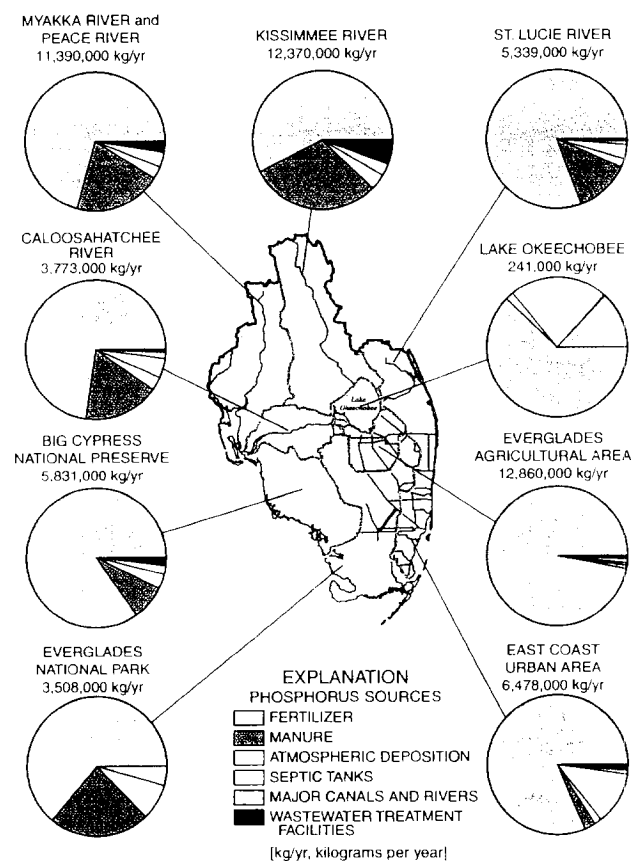 MYAKKA RIVER and
PEACE RIVER
11,390,000 kg/yr
KISSIMMEE RIVER
12,370,000 kg/yr
ST. LUCIE RIVER
5,339,000 kg/yr
CALOOSAHATCHEE
RIVER
3,773,000 kg/yr
LAKE OKEECHOBEE
241,000 kg/yr
Lake
Okeechobee
BIG CYPRESS
NATIONAL PRESERVE
5,831,000 kg/yr
EVERGLADES
AGRICULTURAL AREA
12,860,000 kg/yr
EVERGLADES
NATIONAL PARK
3,508,000 kg/yr
EAST COAST
URBAN AREA
6,478,000 kg/yr
EXPLANATION
PHOSPHORUS SOURCES
FERTILIZER
MANURE
ATMOSPHERIC DEPOSITION
SEPTIC TANKS
MAJOR CANALS AND RIVERS
WASTEWATER TREATMENT
FACILITIES
[kg/yr, kilograms per year]